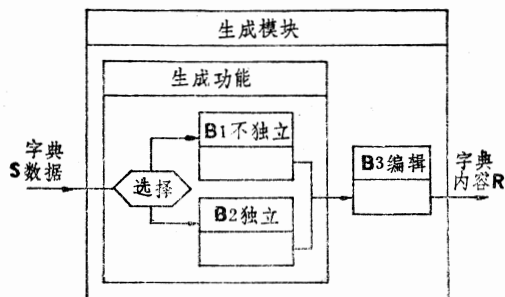 生成模块
生成功能
B1不独立
字典
S数据
选择
B3编辑
字典
内容R
B2独立